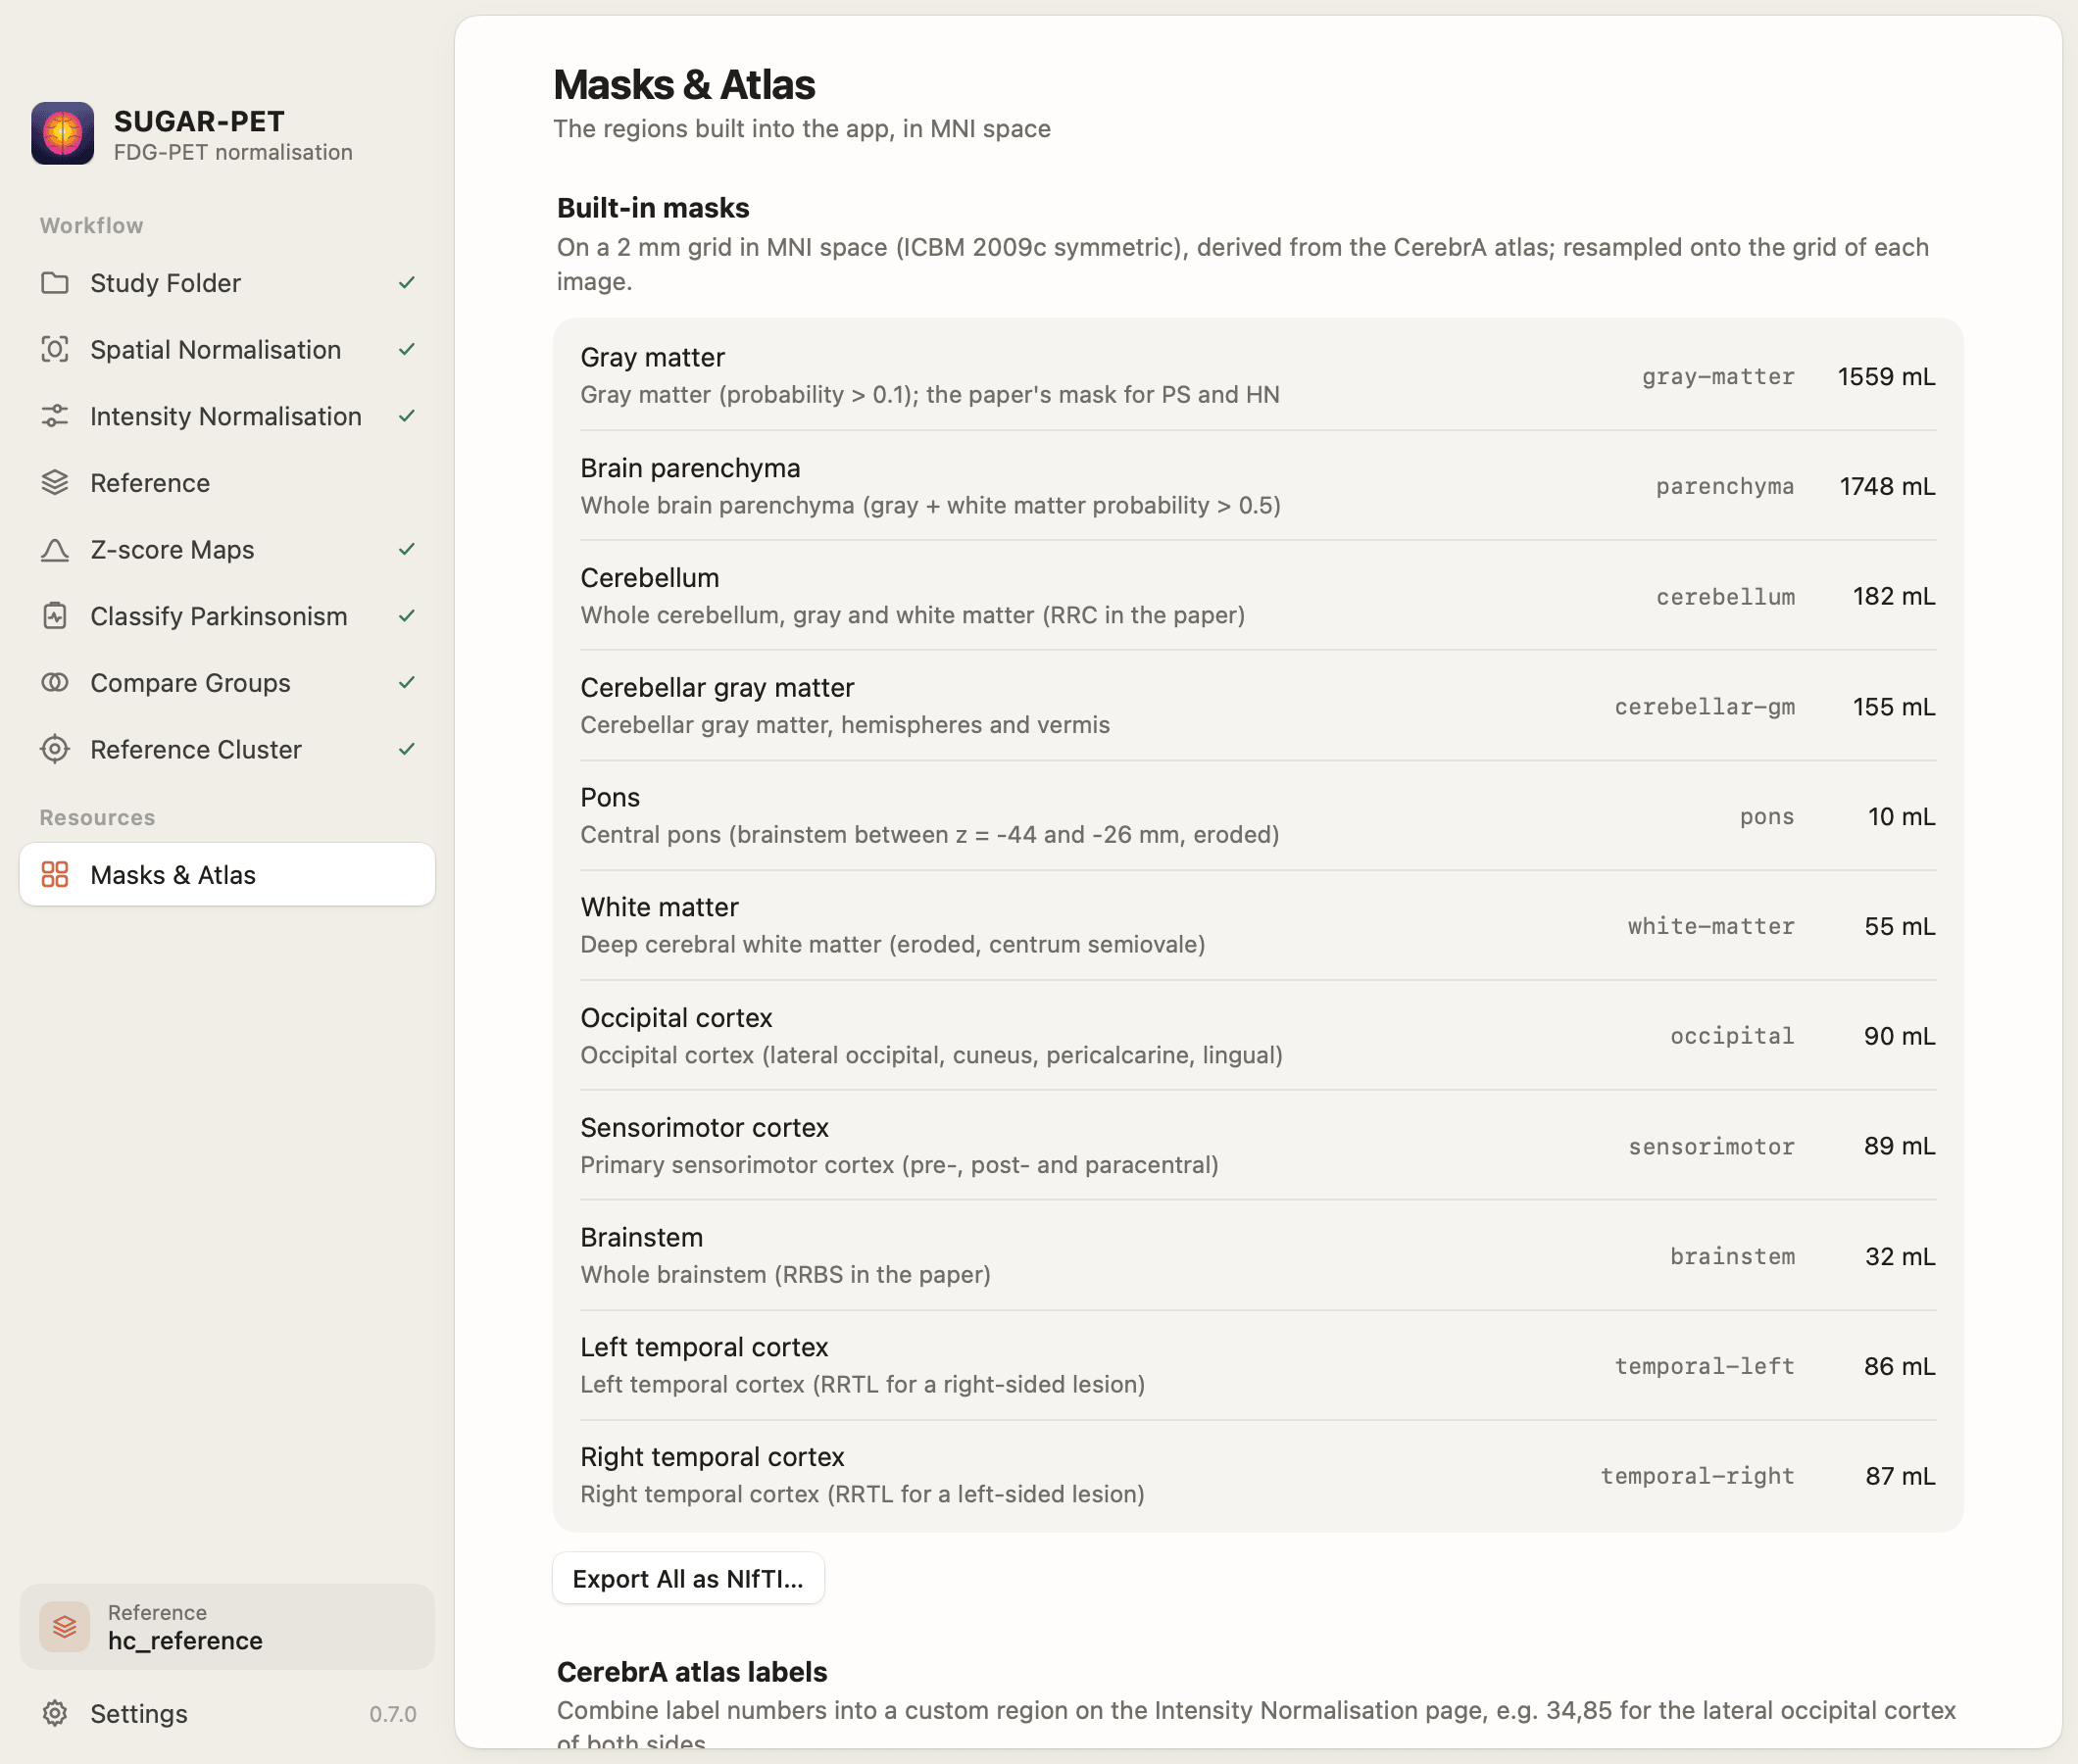 SUGAR-PET
FDG-PET normalisation
Workflow
Study Folder
Spatial Normalisation
Intensity Normalisation
Reference
Z-score Maps
Classify Parkinsonism
Compare Groups
Reference Cluster
Resources
Masks & Atlas
Reference
hc_reference
Settings 0.7.0
Masks & Atlas
The regions built into the app, in MNI space
Built-in masks
On a 2 mm grid in MNI space (ICBM 2009c symmetric), derived from the CerebrA atlas; resampled onto the grid of each
image.
Gray matter
Gray matter (probability > 0.1); the paper's mask for PS and HN
gray-matter 1559 mL
Brain parenchyma
Whole brain parenchyma (gray + white matter probability > 0.5)
parenchyma 1748 mL
Cerebellum
Whole cerebellum, gray and white matter (RRC in the paper)
cerebellum 182 mL
Cerebellar gray matter
Cerebellar gray matter, hemispheres and vermis
cerebellar-gm 155 mL
Pons
Central pons (brainstem between z = -44 and -26 mm, eroded)
pons 10 mL
White matter
Deep cerebral white matter (eroded, centrum semiovale)
white-matter 55 mL
Occipital cortex
Occipital cortex (lateral occipital, cuneus, pericalcarine, lingual)
occipital 90 mL
Sensorimotor cortex
Primary sensorimotor cortex (pre-, post- and paracentral)
sensorimotor 89 mL
Brainstem
Whole brainstem (RRBS in the paper)
brainstem 32 mL
Left temporal cortex
Left temporal cortex (RRTL for a right-sided lesion)
temporal-left 86 mL
Right temporal cortex
Right temporal cortex (RRTL for a left-sided lesion)
temporal-right 87 mL
Export All as NIfTI...
CerebrA atlas labels
Combine label numbers into a custom region on the Intensity Normalisation page, e.g. 34,85 for the lateral occipital cortex
of both sides